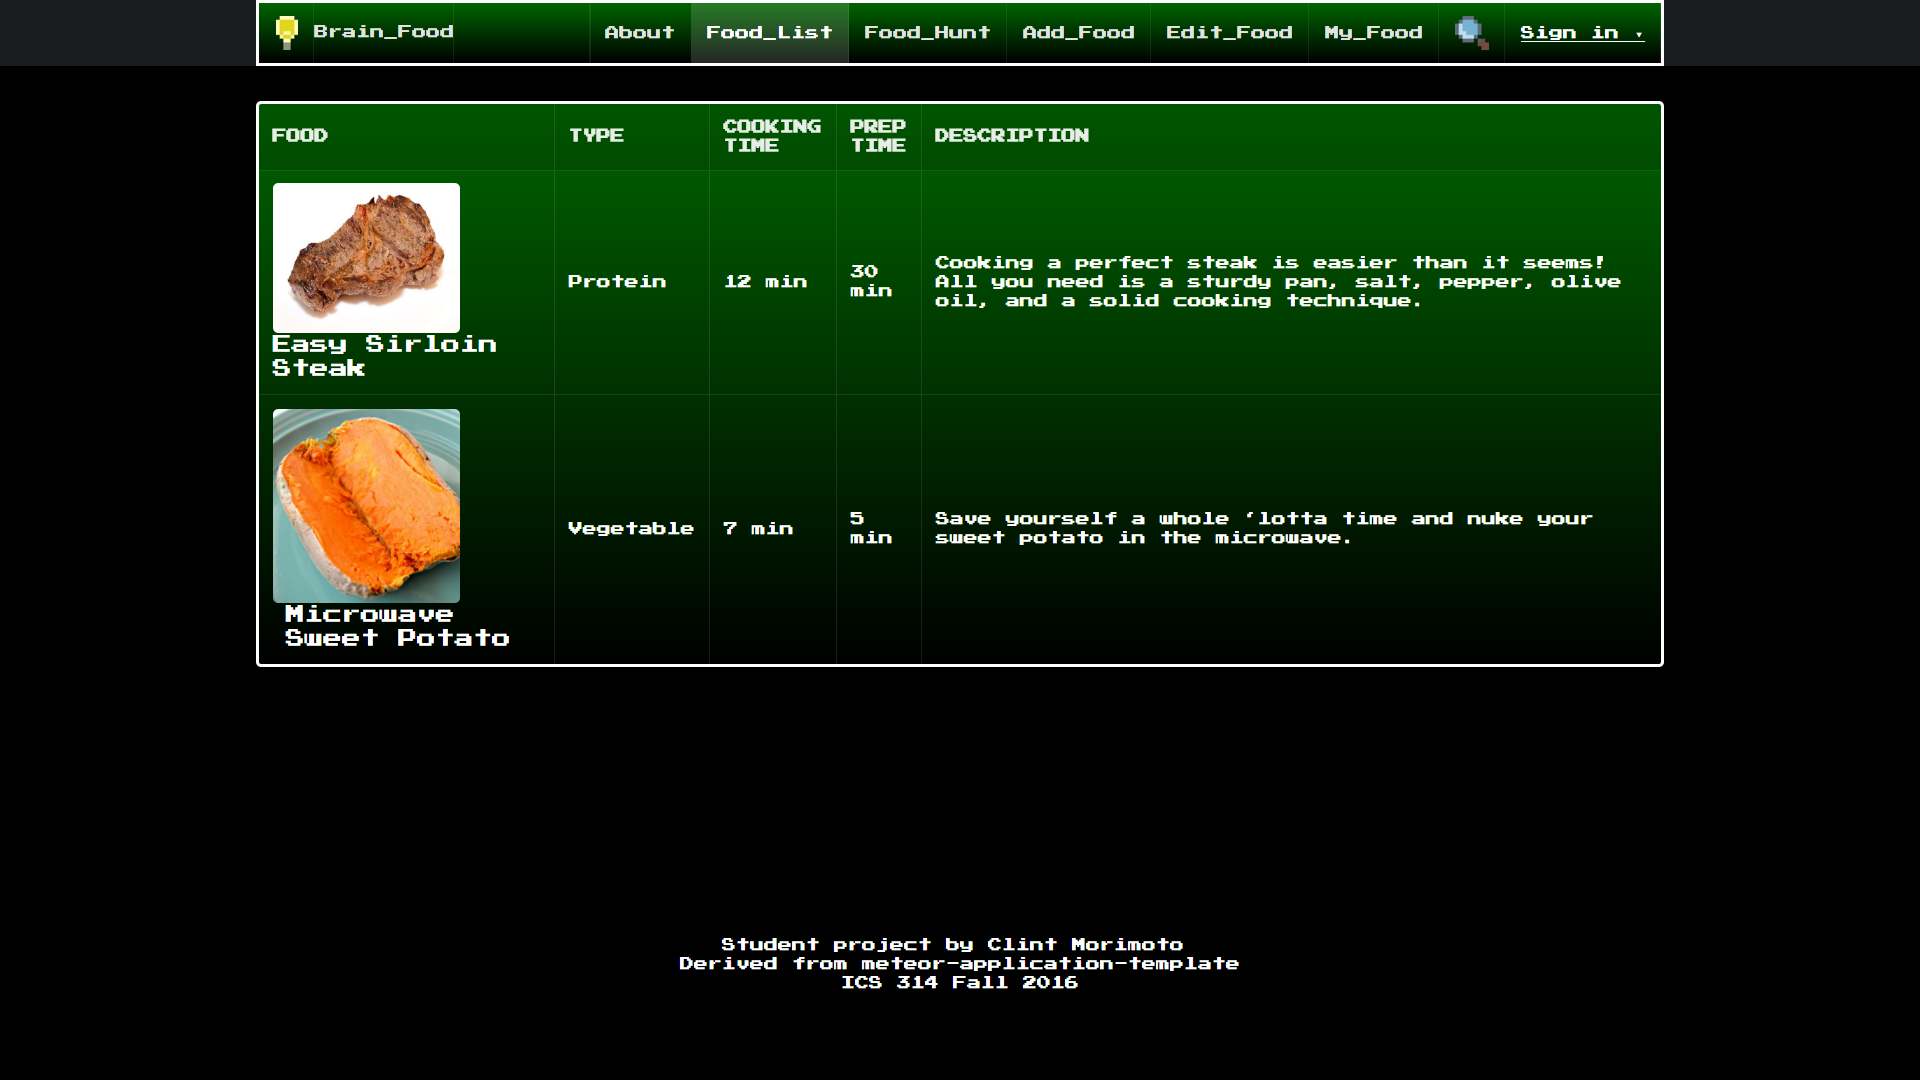 Brain_Food About Food_List Food_Hunt Add_Food Edit_Food My_Food Sign in ▾
FOOD TYPE COOKING TIME PREP TIME DESCRIPTION
Easy Sirloin
Steak
Protein
12 min
30
min
Cooking a perfect steak is easier than it seems!
All you need is a sturdy pan, salt, pepper, olive
oil, and a solid cooking technique.
Microwave
Sweet Potato
Vegetable
7 min
5
min
Save yourself a whole ‘lotta time and nuke your
sweet potato in the microwave.
Student project by Clint Morimoto
Derived from meteor-application-template
ICS 314 Fall 2016